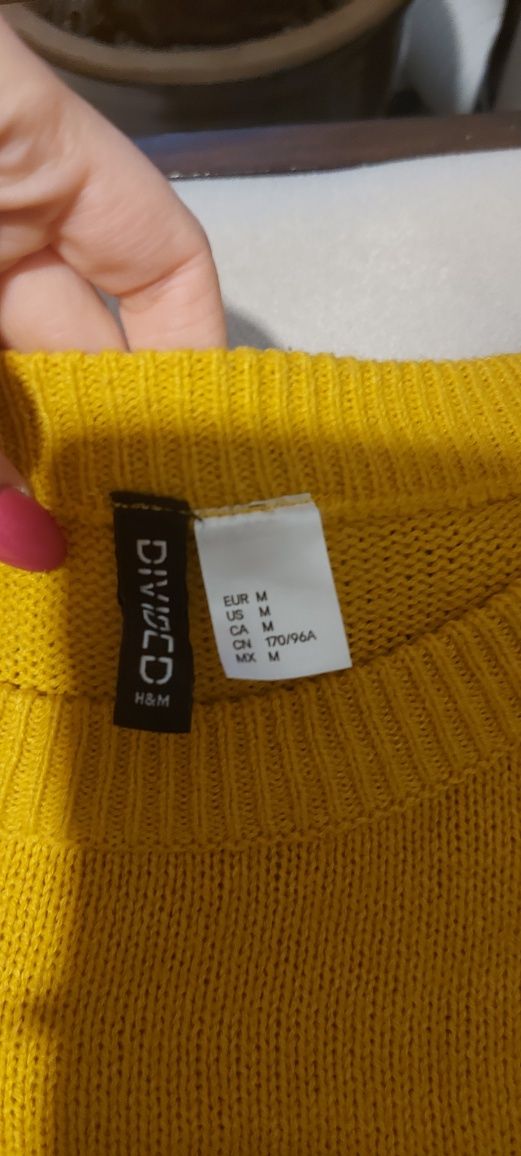 DIVIDED
H&M
EUR M
US M
CA M
CN 170/96A
MX M